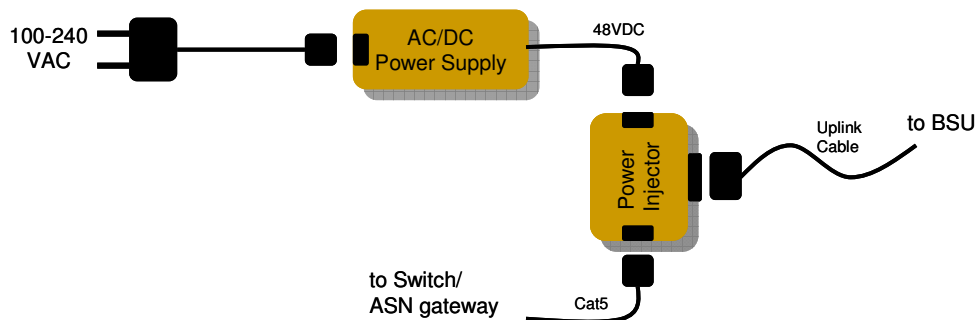 100-240
VAC
AC/DC
Power Supply
48VDC
Power
Injector
Uplink
Cable
to BSU
to Switch/
ASN gateway
Cat5